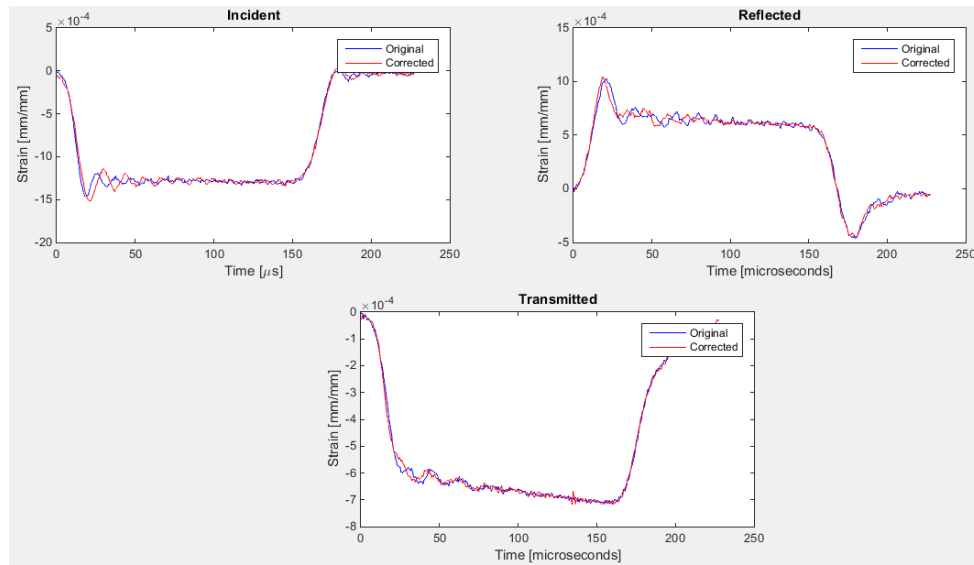 Incident
×10-4
5
0
-5
-10
-15
-20
Strain [mm/mm]
0 50 100 150 200 250
Time [μs]
Original
Corrected
Reflected
×10-4
15
10
5
0
-5
Strain [mm/mm]
0 50 100 150 200 250
Time [microseconds]
Original
Corrected
Transmitted
×10-4
0
-1
-2
-3
-4
-5
-6
-7
-8
Strain [mm/mm]
0 50 100 150 200 250
Time [microseconds]
Original
Corrected